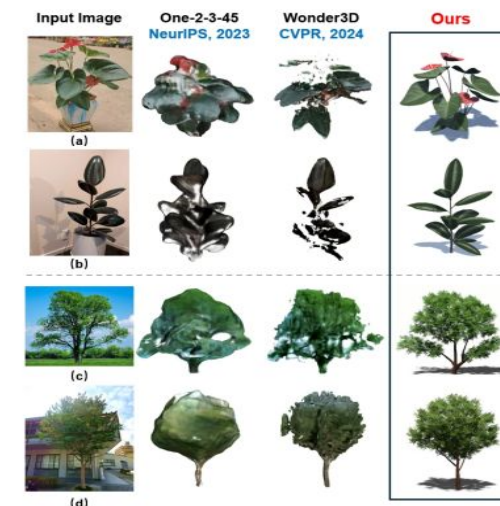 Input Image One-2-3-45 Wonder3D Ours
NeurIPS, 2023 CVPR, 2024
(a)
(b)
(c)
(d)